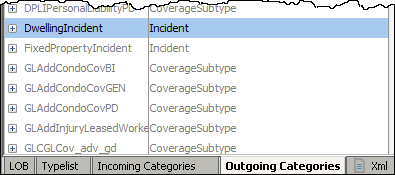 DPLIPersonalLiabilityPD CoverageSubtype
DwellingIncident Incident
FixedPropertyIncident Incident
GLAddCondoCovBI CoverageSubtype
GLAddCondoCovGEN CoverageSubtype
GLAddCondoCovPD CoverageSubtype
GLAddInjuryLeasedWorke CoverageSubtype
GLCGLCov_adv_gd CoverageSubtype
LOB Typelist Incoming Categories Outgoing Categories Xml